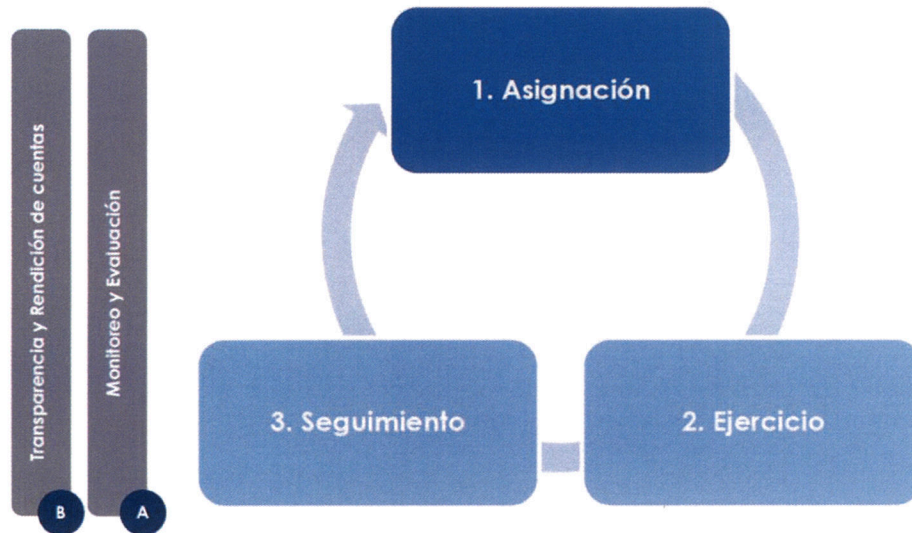 Transparencia y Rendición de cuentas
B
Monitoreo y Evaluación
A
1. Asignación
3. Seguimiento
2. Ejercicio